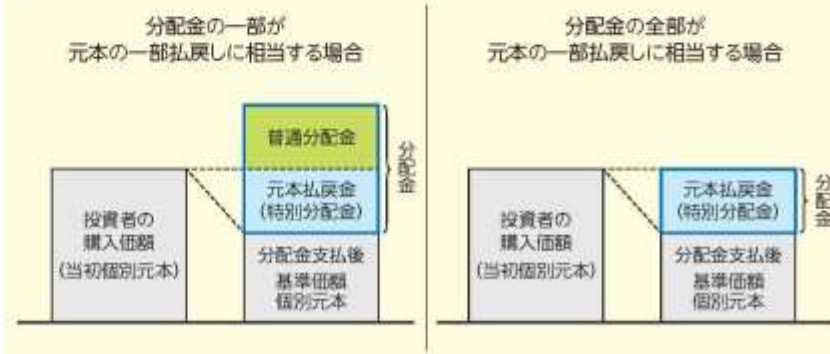 分配金の一部が
元本の一部払戻しに相当する場合
普通分配金
元本払戻金
(特別分配金)
分配金
投資者の
購入価額
(当初個別元本)
分配金支払後
基準価額
個別元本
分配金の全部が
元本の一部払戻しに相当する場合
元本払戻金
(特別分配金)
分配金
投資者の
購入価額
(当初個別元本)
分配金支払後
基準価額
個別元本